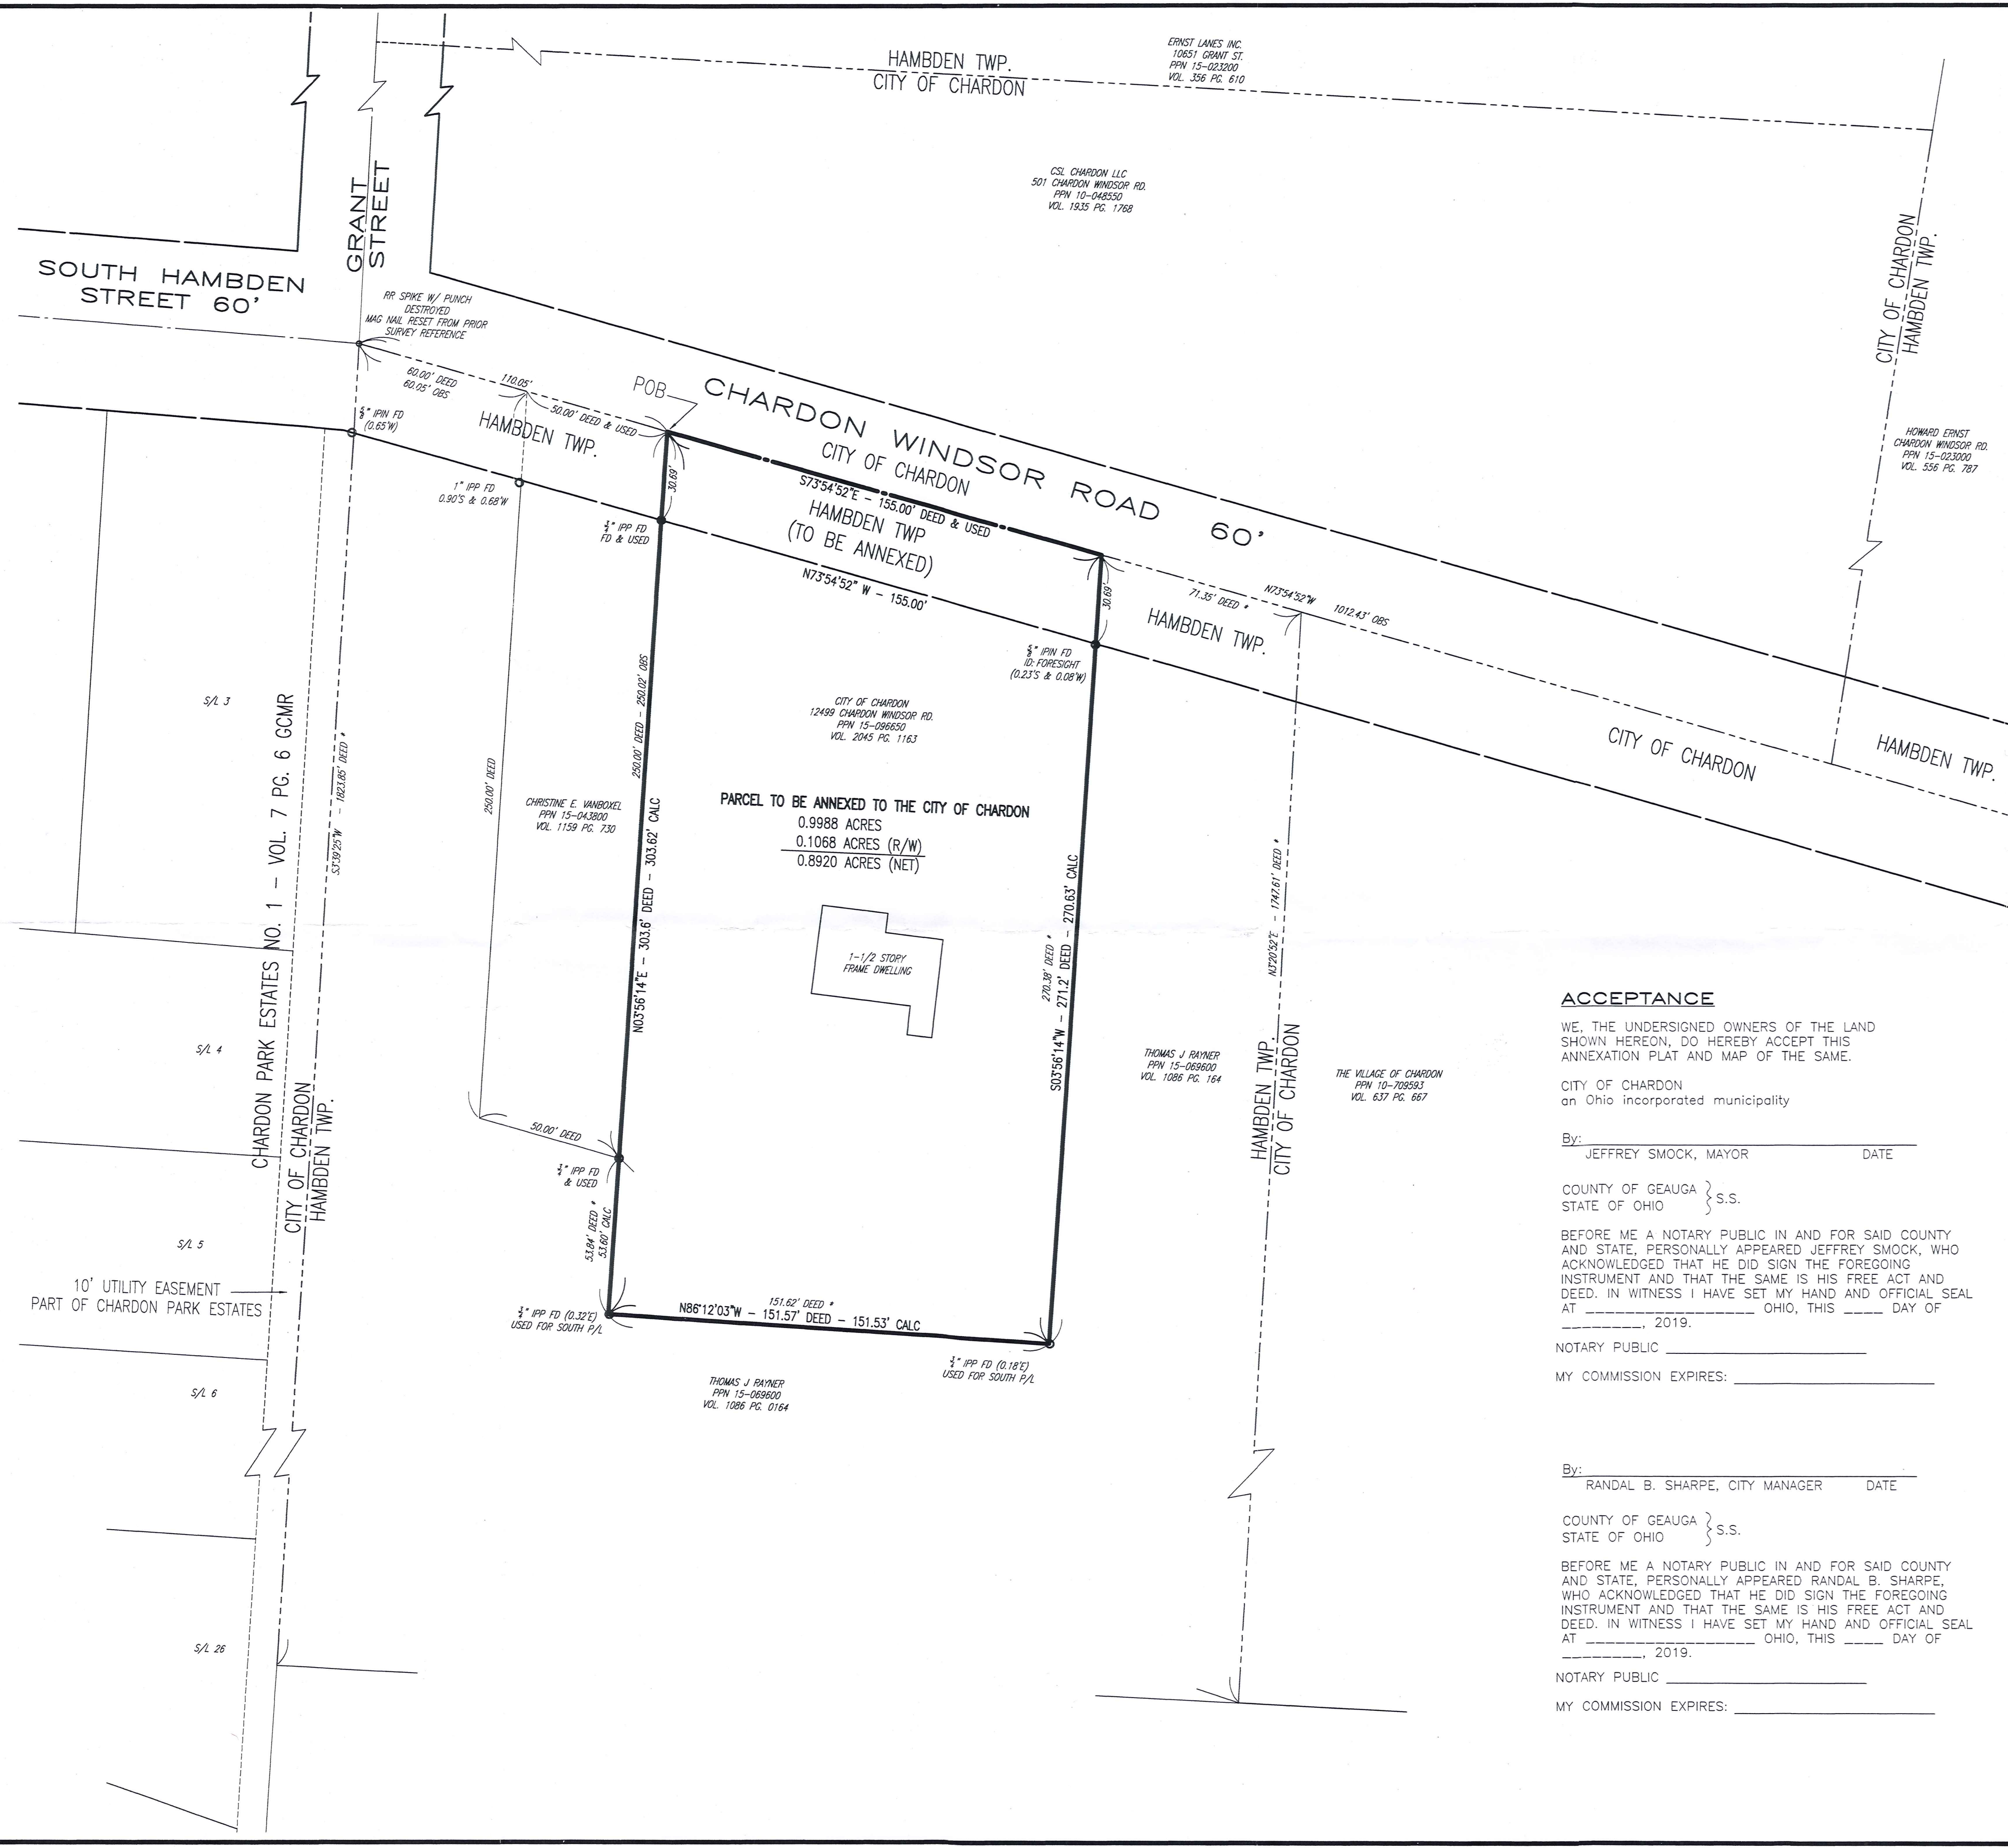 ERNST LANES INC.
10651 GRANT ST.
PPN 15-023200
VOL. 356 PG. 610
HAMBDEN TWP.
CITY OF CHARDON
CSL CHARDON LLC
501 CHARDON WINDSOR RD.
PPN 10-048550
VOL. 1935 PG. 1768
GRANT
STREET
CITY OF CHARDON
HAMBDEN TWP.
SOUTH HAMBDEN
STREET 60'
RR SPIKE W/ PUNCH
DESTROYED
MAG NAIL RESET FROM PRIOR
SURVEY REFERENCE
60.00' DEED
60.05' OBS
110.05'
50.00' DEED & USED
POB
CHARDON WINDSOR ROAD 60'
CITY OF CHARDON
S73°54'52"E - 155.00' DEED & USED
HAMBDEN TWP
(TO BE ANNEXED)
N73°54'52" W - 155.00'
HAMBDEN TWP.
5/8" IPIN FD
(0.65'W)
1" IPP FD
0.90'S & 0.68'W
30.69'
3/4" IPP FD
FD & USED
HOWARD ERNST
CHARDON WINDSOR RD.
PPN 15-023000
VOL. 556 PG. 787
30.69'
71.35' DEED *
N73°54'52"W 1012.43' OBS
HAMBDEN TWP.
5/8" IPIN FD
ID: FORESIGHT
(0.23'S & 0.08'W)
CITY OF CHARDON
HAMBDEN TWP.
S/L 3
CHARDON PARK ESTATES NO. 1 - VOL. 7 PG. 6 GCMR
S3°39'25"W - 1823.85' DEED *
250.00' DEED
250.00' DEED - 250.02' OBS
CITY OF CHARDON
12499 CHARDON WINDSOR RD.
PPN 15-096650
VOL. 2045 PG. 1163
CHRISTINE E. VANBOXEL
PPN 15-043800
VOL. 1159 PG. 730
PARCEL TO BE ANNEXED TO THE CITY OF CHARDON
0.9988 ACRES
0.1068 ACRES (R/W)
0.8920 ACRES (NET)
N03°56'14"E - 303.6' DEED - 303.62' CALC
1-1/2 STORY
FRAME DWELLING
270.38' DEED *
S03°56'14"W - 271.2' DEED - 270.63' CALC
N3°20'52"E - 1747.61' DEED *
HAMBDEN TWP.
CITY OF CHARDON
THOMAS J RAYNER
PPN 15-069600
VOL. 1086 PG. 164
THE VILLAGE OF CHARDON
PPN 10-709593
VOL. 637 PG. 667
S/L 4
CITY OF CHARDON
HAMBDEN TWP.
50.00' DEED
3/4" IPP FD
& USED
53.84' DEED *
53.60' CALC
S/L 5
10' UTILITY EASEMENT
PART OF CHARDON PARK ESTATES
151.62' DEED *
N86°12'03"W - 151.57' DEED - 151.53' CALC
3/4" IPP FD (0.32'E)
USED FOR SOUTH P/L
3/4" IPP FD (0.18'E)
USED FOR SOUTH P/L
THOMAS J RAYNER
PPN 15-069600
VOL. 1086 PG. 0164
S/L 6
S/L 26
ACCEPTANCE
WE, THE UNDERSIGNED OWNERS OF THE LAND
SHOWN HEREON, DO HEREBY ACCEPT THIS
ANNEXATION PLAT AND MAP OF THE SAME.
CITY OF CHARDON
an Ohio incorporated municipality
By:
JEFFREY SMOCK, MAYOR DATE
COUNTY OF GEAUGA
STATE OF OHIO } S.S.
BEFORE ME A NOTARY PUBLIC IN AND FOR SAID COUNTY
AND STATE, PERSONALLY APPEARED JEFFREY SMOCK, WHO
ACKNOWLEDGED THAT HE DID SIGN THE FOREGOING
INSTRUMENT AND THAT THE SAME IS HIS FREE ACT AND
DEED. IN WITNESS I HAVE SET MY HAND AND OFFICIAL SEAL
AT __________________ OHIO, THIS ____ DAY OF
________, 2019.
NOTARY PUBLIC
MY COMMISSION EXPIRES:
By:
RANDAL B. SHARPE, CITY MANAGER DATE
COUNTY OF GEAUGA
STATE OF OHIO } S.S.
BEFORE ME A NOTARY PUBLIC IN AND FOR SAID COUNTY
AND STATE, PERSONALLY APPEARED RANDAL B. SHARPE,
WHO ACKNOWLEDGED THAT HE DID SIGN THE FOREGOING
INSTRUMENT AND THAT THE SAME IS HIS FREE ACT AND
DEED. IN WITNESS I HAVE SET MY HAND AND OFFICIAL SEAL
AT __________________ OHIO, THIS ____ DAY OF
________, 2019.
NOTARY PUBLIC
MY COMMISSION EXPIRES: